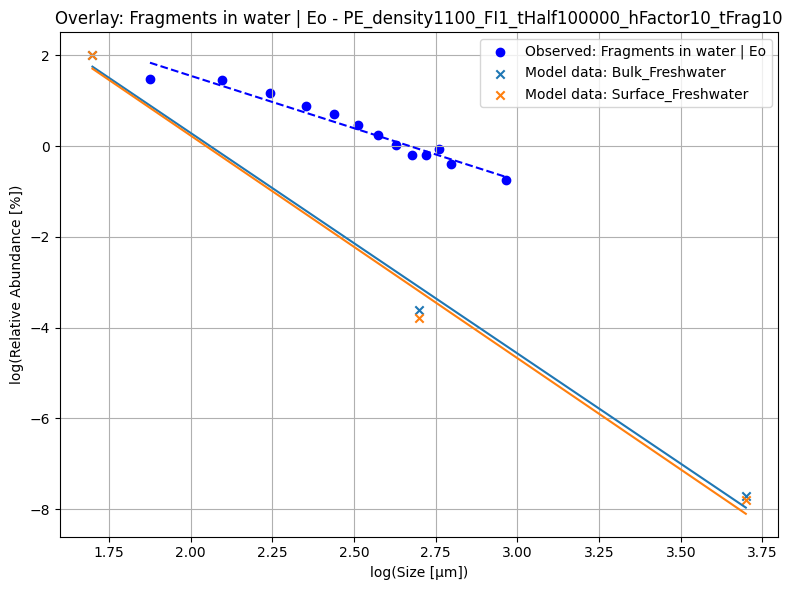 Overlay: Fragments in water | Eo - PE_density1100_FI1_tHalf100000_hFactor10_tFrag10
Observed: Fragments in water | Eo
Model data: Bulk_Freshwater
Model data: Surface_Freshwater
log(Relative Abundance [%])
2
0
−2
−4
−6
−8
1.75 2.00 2.25 2.50 2.75 3.00 3.25 3.50 3.75
log(Size [μm])